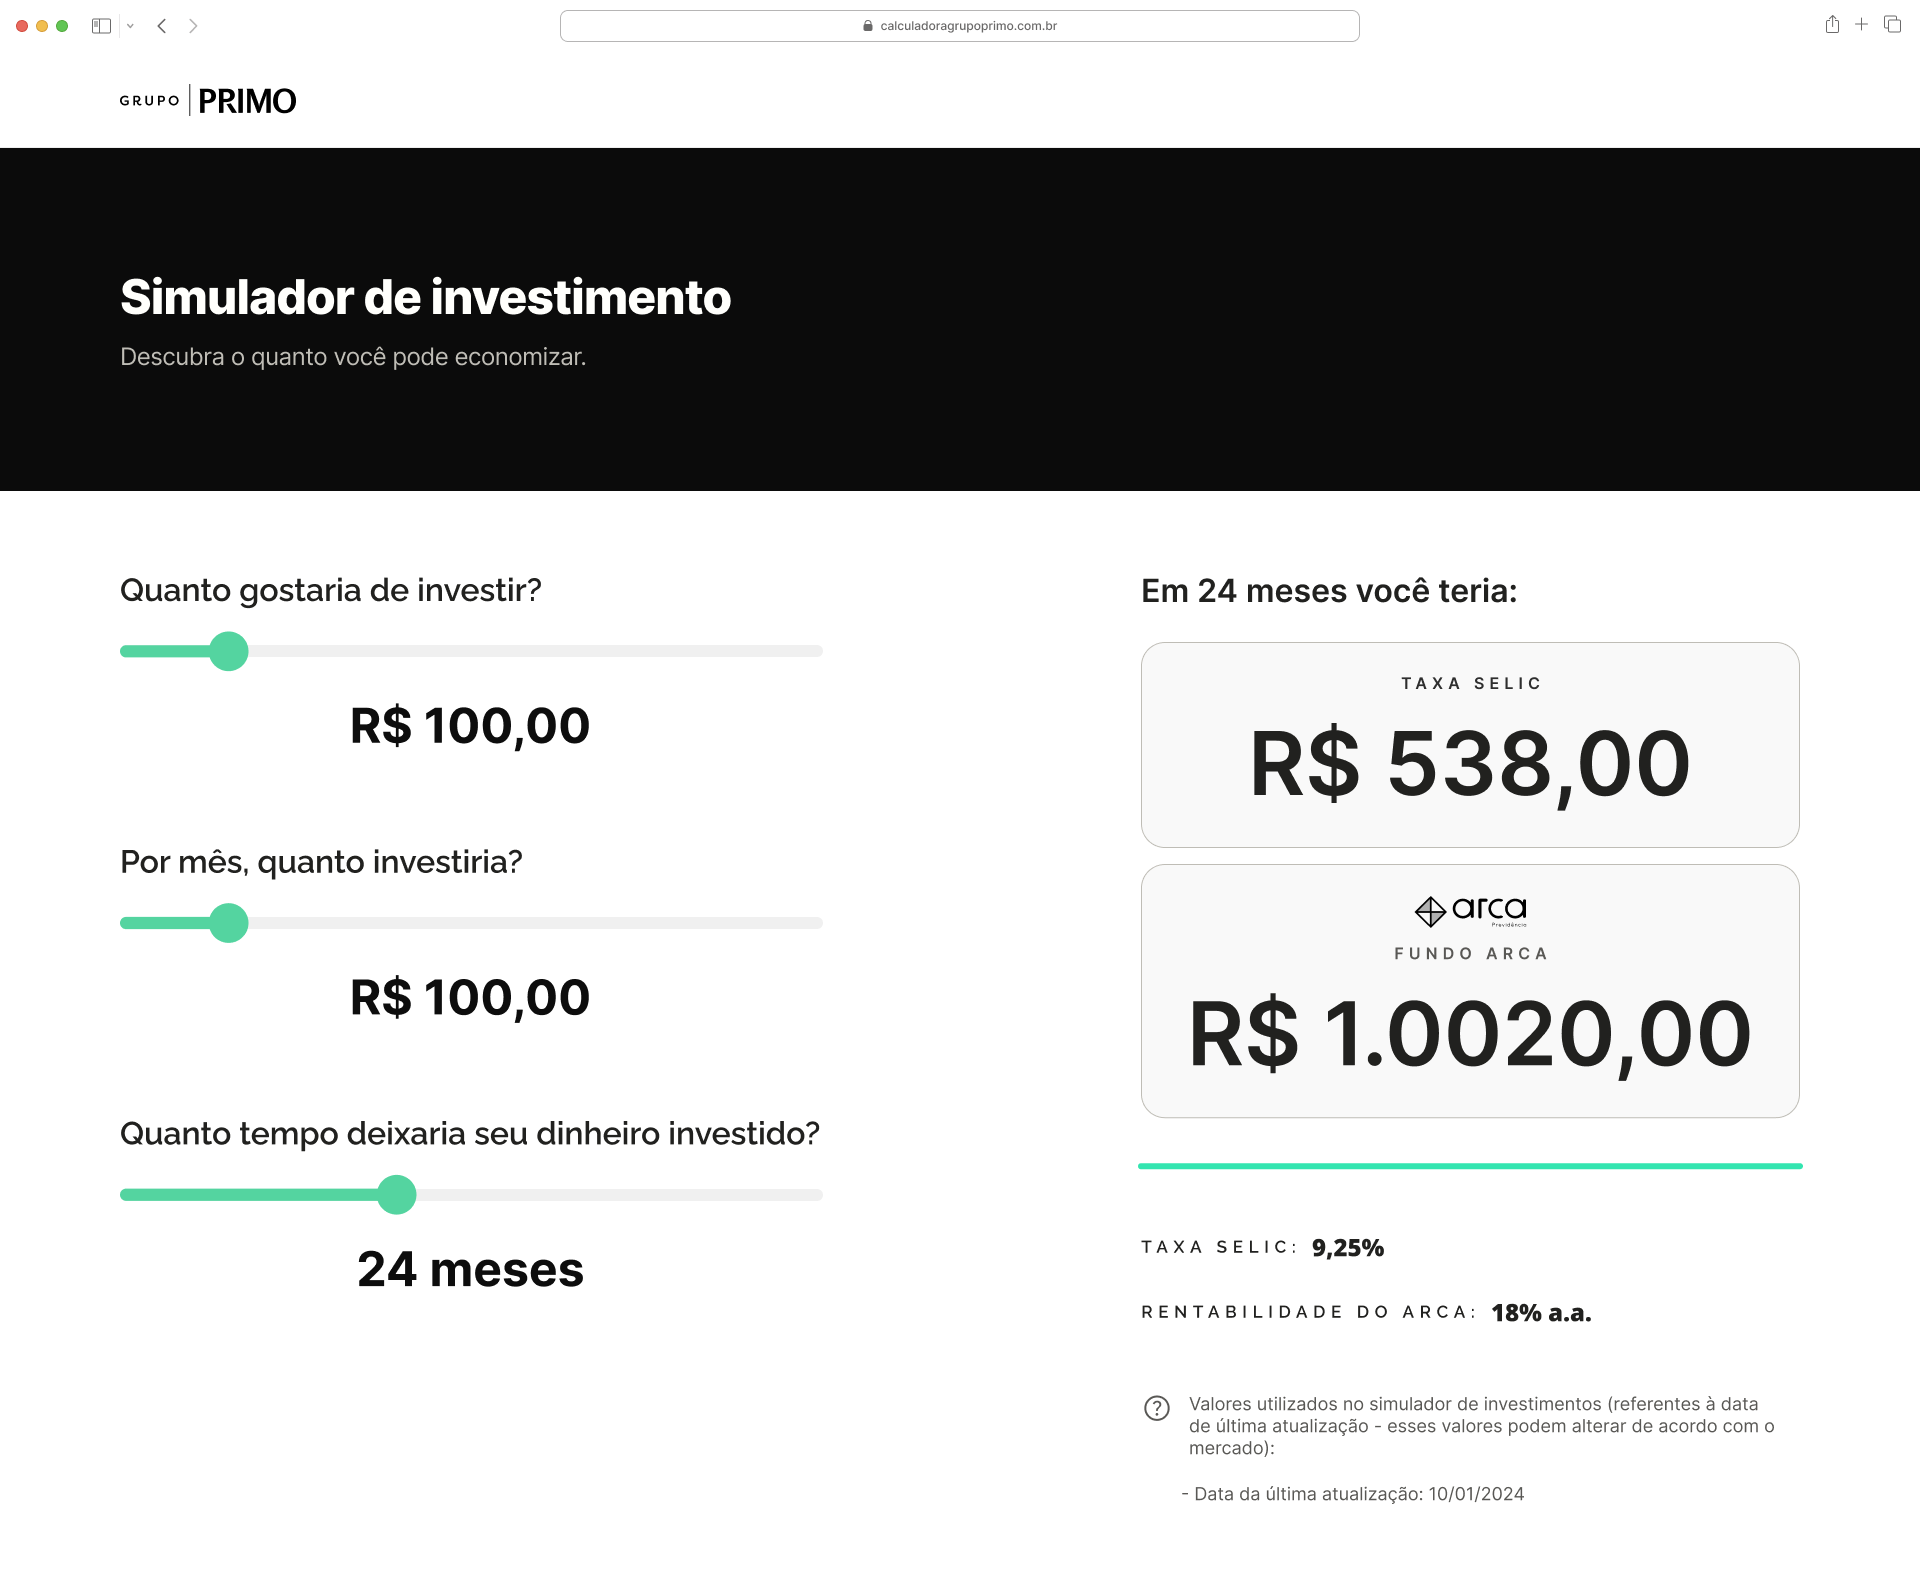 calculadoragrupoprimo.com.br
GRUPO PRIMO
Simulador de investimento
Descubra o quanto você pode economizar.
Quanto gostaria de investir?
R$ 100,00
Por mês, quanto investiria?
R$ 100,00
Quanto tempo deixaria seu dinheiro investido?
24 meses
Em 24 meses você teria:
TAXA SELIC
R$ 538,00
arca
Previdência
FUNDO ARCA
R$ 1.0020,00
TAXA SELIC: 9,25%
RENTABILIDADE DO ARCA: 18% a.a.
Valores utilizados no simulador de investimentos (referentes à data
de última atualização - esses valores podem alterar de acordo com o
mercado):
- Data da última atualização: 10/01/2024